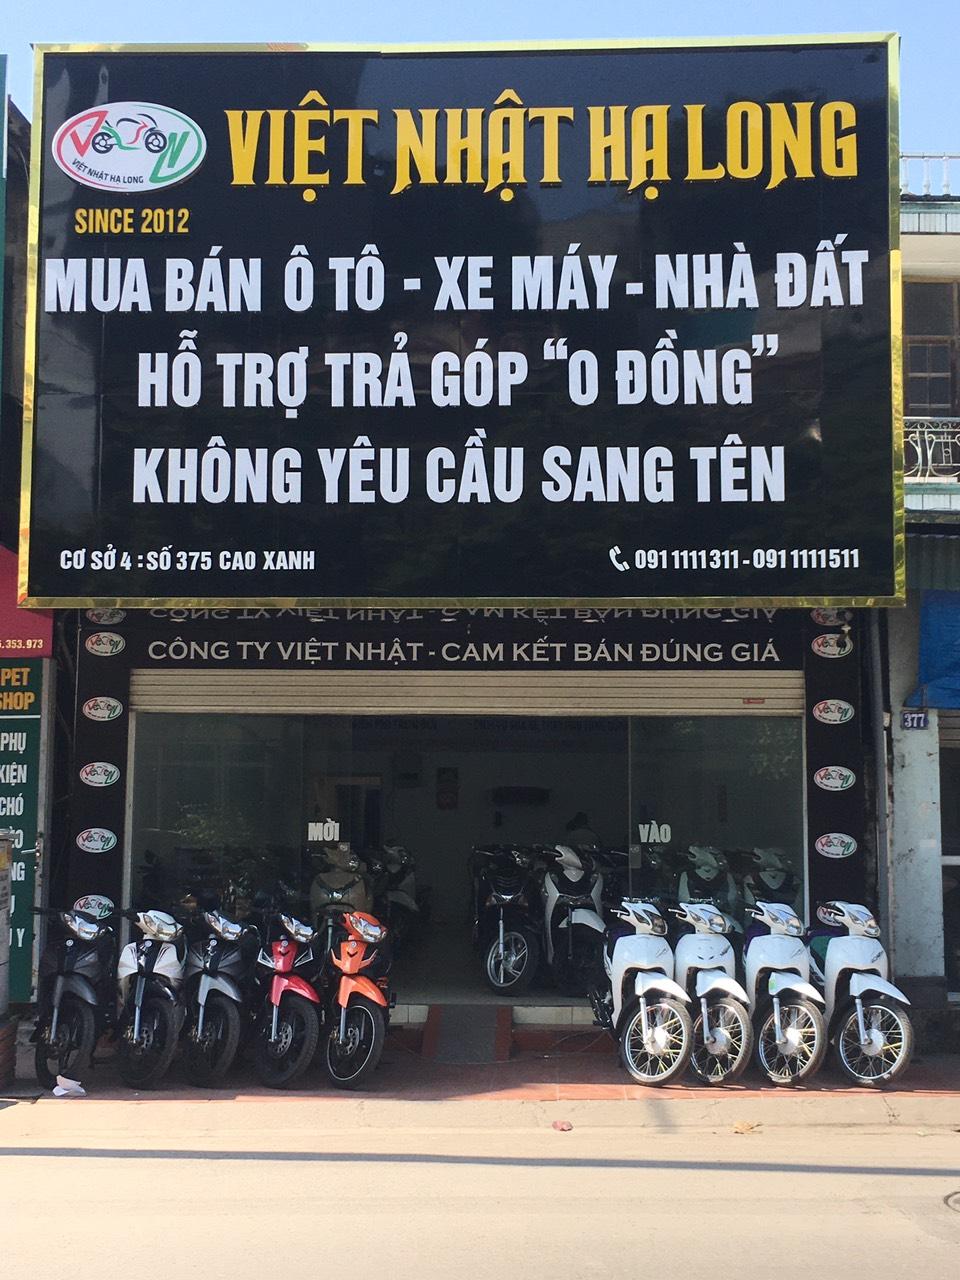 VIỆT NHẬT HẠ LONG
VIỆT NHẬT HẠ LONG
SINCE 2012
MUA BÁN Ô TÔ - XE MÁY - NHÀ ĐẤT
HỖ TRỢ TRẢ GÓP “O ĐỒNG”
KHÔNG YÊU CẦU SANG TÊN
CƠ SỞ 4 : SỐ 375 CAO XANH
091 1111311 - 091 1111511
CÔNG TY VIỆT NHẬT - CAM KẾT BÁN ĐÚNG GIÁ
MỜI VÀO
377
.353.973
PET
SHOP
PHỤ
KIỆN
CHÓ
Y